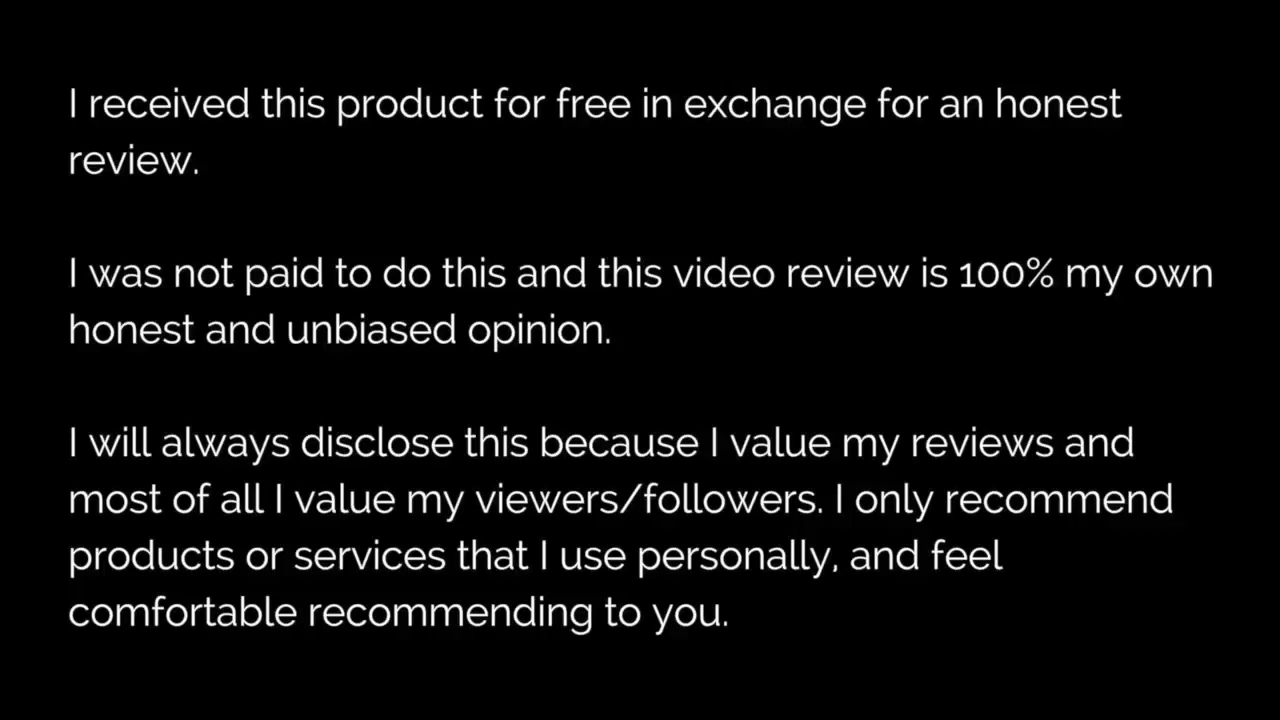 I received this product for free in exchange for an honest
review.
I was not paid to do this and this video review is 100% my own
honest and unbiased opinion.
I will always disclose this because I value my reviews and
most of all I value my viewers/followers. I only recommend
products or services that I use personally, and feel
comfortable recommending to you.